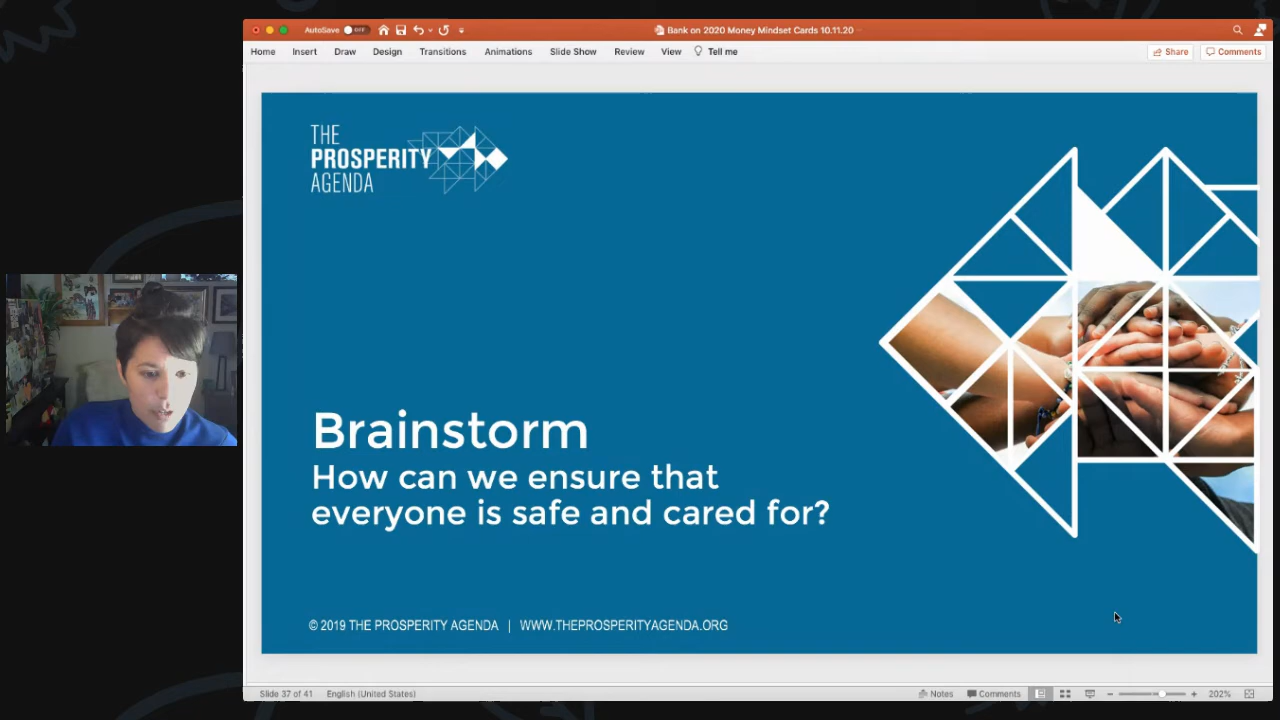 AutoSave OFF
Bank on 2020 Money Mindset Cards 10.11.20
Home Insert Draw Design Transitions Animations Slide Show Review View Tell me
Share Comments
THE
PROSPERITY
AGENDA
Brainstorm
How can we ensure that
everyone is safe and cared for?
© 2019 THE PROSPERITY AGENDA | WWW.THEPROSPERITYAGENDA.ORG
Slide 37 of 41 English (United States)
Notes Comments 202%